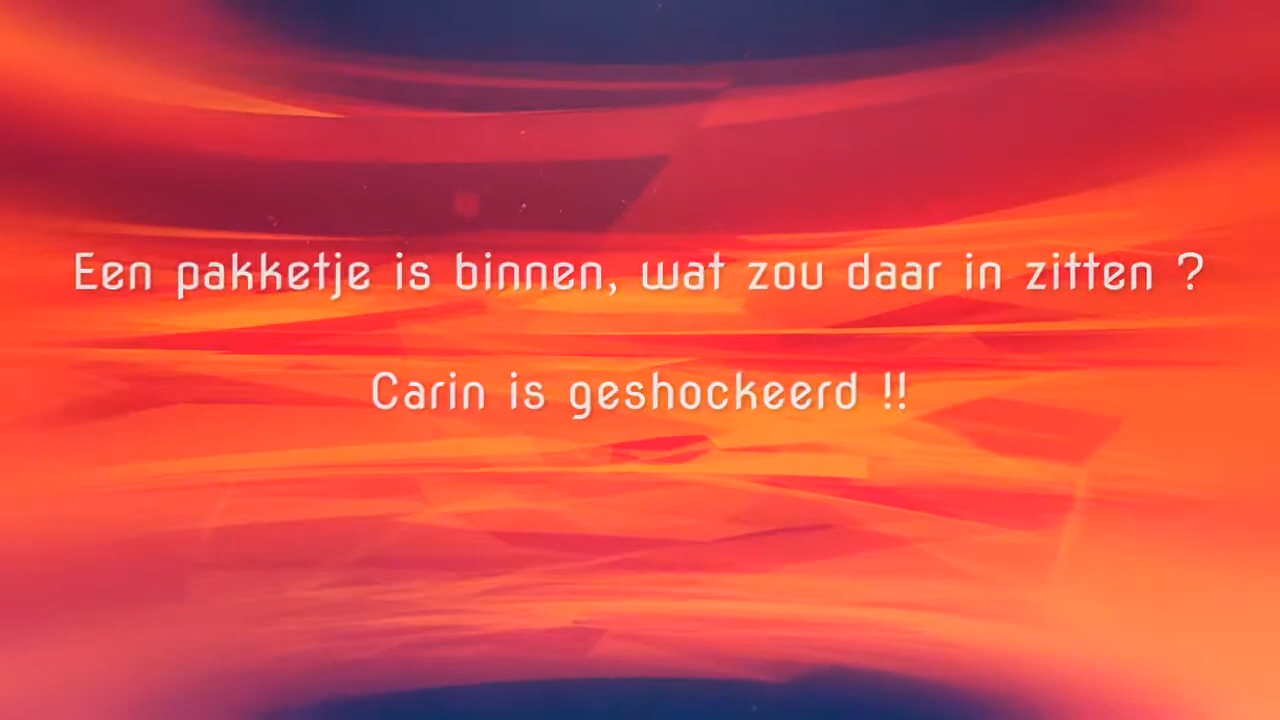 Een pakketje is binnen, wat zou daar in zitten ?
Carin is geshockeerd !!